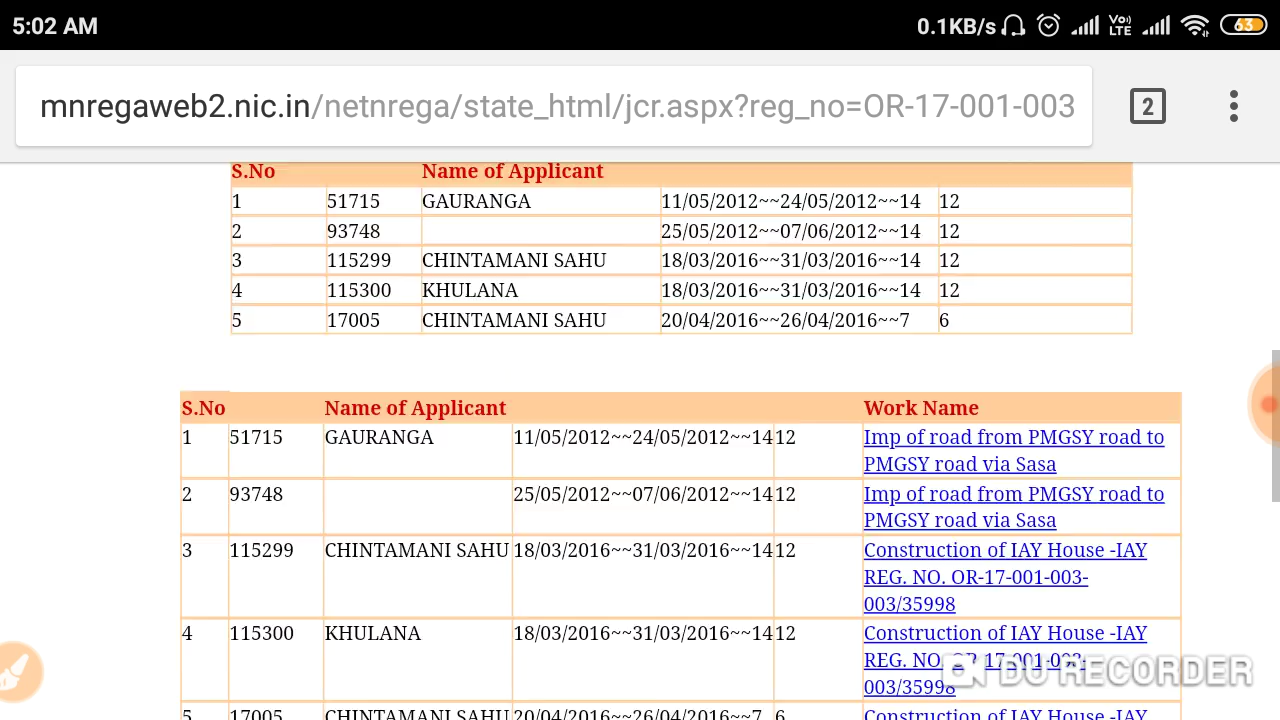 5:02 AM 0.1KB/s VoLTE 63
mnregaweb2.nic.in/netnrega/state_html/jcr.aspx?reg_no=OR-17-001-003 2
S.No Name of Applicant
1 51715 GAURANGA 11/05/2012~~24/05/2012~~14 12
2 93748 25/05/2012~~07/06/2012~~14 12
3 115299 CHINTAMANI SAHU 18/03/2016~~31/03/2016~~14 12
4 115300 KHULANA 18/03/2016~~31/03/2016~~14 12
5 17005 CHINTAMANI SAHU 20/04/2016~~26/04/2016~~7 6
S.No Name of Applicant Work Name
1 51715 GAURANGA 11/05/2012~~24/05/2012~~14 12 Imp of road from PMGSY road to
PMGSY road via Sasa
2 93748 25/05/2012~~07/06/2012~~14 12 Imp of road from PMGSY road to
PMGSY road via Sasa
3 115299 CHINTAMANI SAHU 18/03/2016~~31/03/2016~~14 12 Construction of IAY House -IAY
REG. NO. OR-17-001-003-
003/35998
4 115300 KHULANA 18/03/2016~~31/03/2016~~14 12 Construction of IAY House -IAY
REG. NO. OR-17-001-003-
003/35998
DU RECORDER
5 17005 CHINTAMANI SAHU 20/04/2016~~26/04/2016~~7 6 Construction of IAY House -IAY